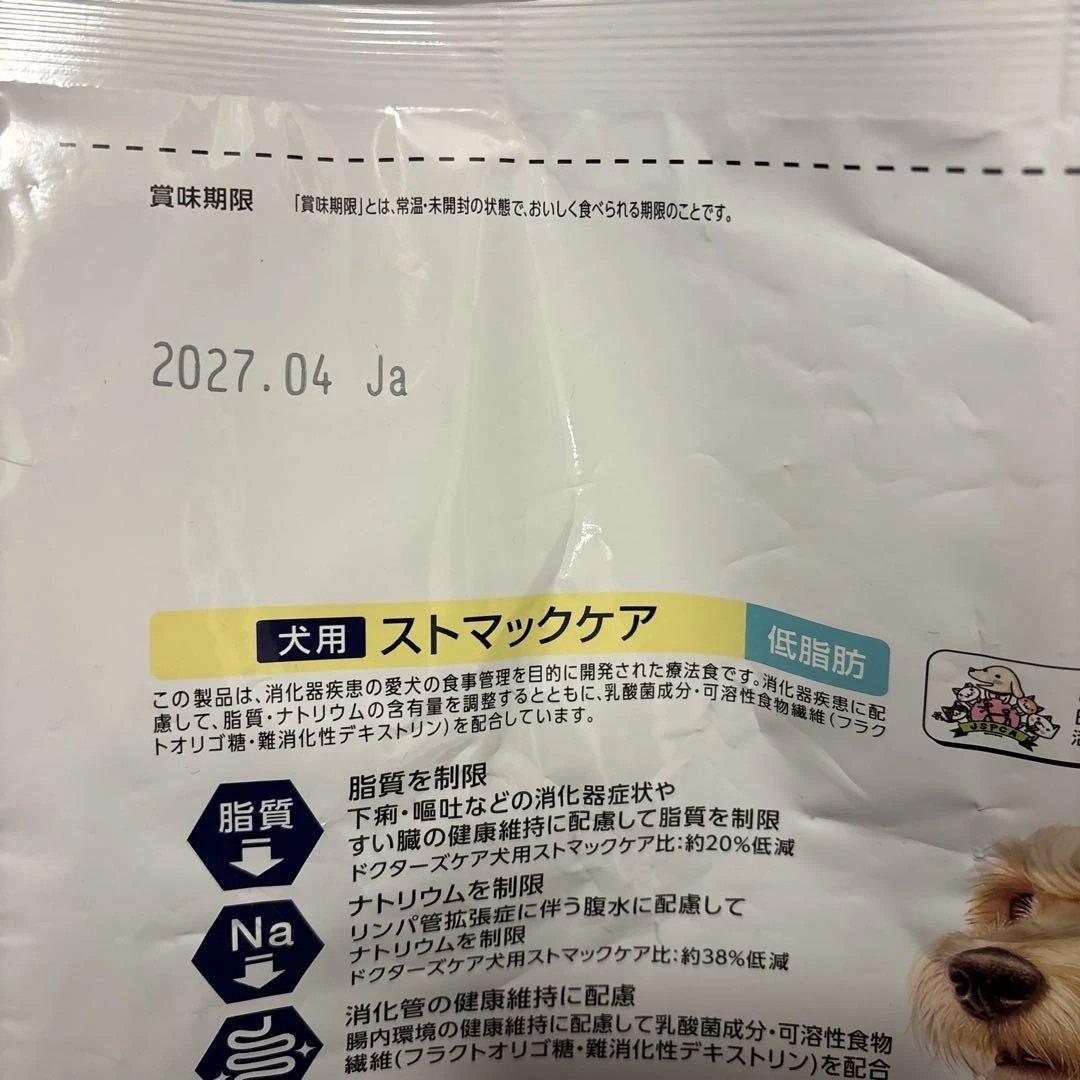 賞味期限 「賞味期限」とは、常温・未開封の状態で、おいしく食べられる期限のことです。
2027.04 Ja
犬用 ストマックケア 低脂肪
この製品は、消化器疾患の愛犬の食事管理を目的に開発された療法食です。消化器疾患に配
慮して、脂質・ナトリウムの含有量を調整するとともに、乳酸菌成分・可溶性食物繊維(フラク
トオリゴ糖・難消化性デキストリン)を配合しています。
JSPCA
脂質
脂質を制限
下痢・嘔吐などの消化器症状や
すい臓の健康維持に配慮して脂質を制限
ドクターズケア犬用ストマックケア比:約20%低減
Na
ナトリウムを制限
リンパ管拡張症に伴う腹水に配慮して
ナトリウムを制限
ドクターズケア犬用ストマックケア比:約38%低減
消化管の健康維持に配慮
腸内環境の健康維持に配慮して乳酸菌成分・可溶性食物
繊維(フラクトオリゴ糖・難消化性デキストリン)を配合